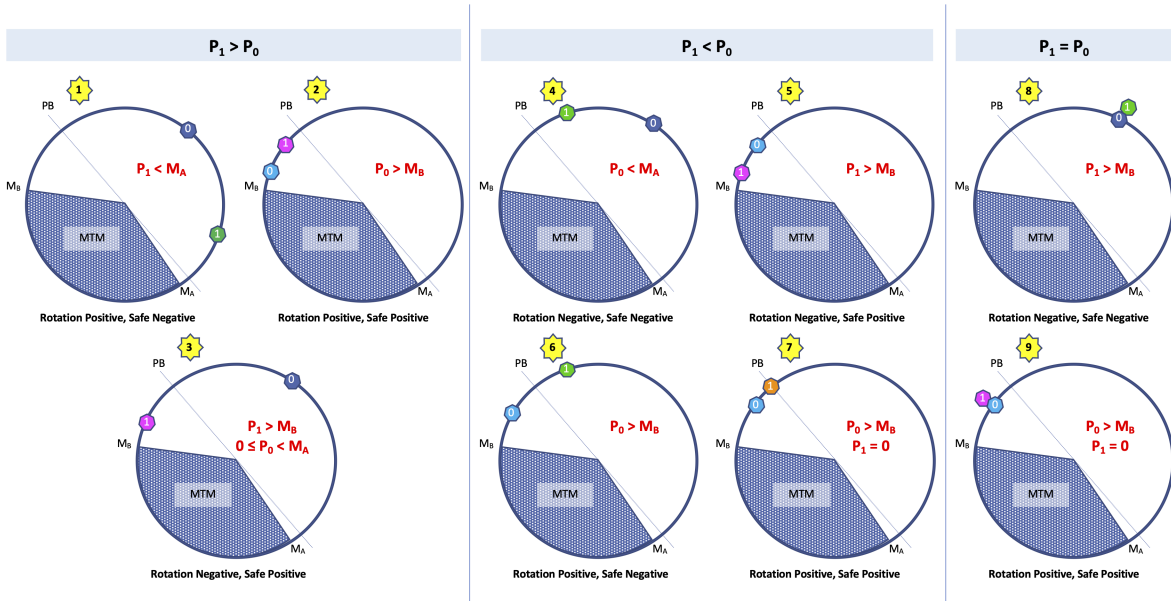 P1 > P0
P1 < P0
P1 = P0
1
PB
0
P1 < MA
MB
MTM
1
MA
Rotation Positive, Safe Negative
2
1
0
P0 > MB
MB
MTM
MA
Rotation Positive, Safe Positive
4
PB
1
0
P0 < MA
MB
MTM
MA
Rotation Negative, Safe Negative
5
PB
0
1
P1 > MB
MB
MTM
MA
Rotation Negative, Safe Positive
8
PB
1
0
P1 > MB
MB
MTM
MA
Rotation Negative, Safe Negative
3
PB
0
1
P1 > MB
0 ≤ P0 < MA
MB
MTM
MA
Rotation Negative, Safe Positive
6
PB
1
0
P0 > MB
MB
MTM
MA
Rotation Positive, Safe Negative
7
PB
1
0
P0 > MB
P1 = 0
MB
MTM
MA
Rotation Positive, Safe Positive
9
PB
1
0
P0 > MB
P1 = 0
MB
MTM
MA
Rotation Positive, Safe Positive